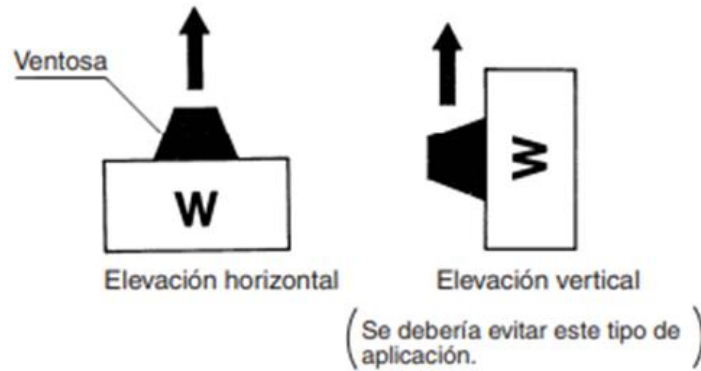 Ventosa
W
W
Elevación horizontal
Elevación vertical
(Se debería evitar este tipo de
aplicación.)